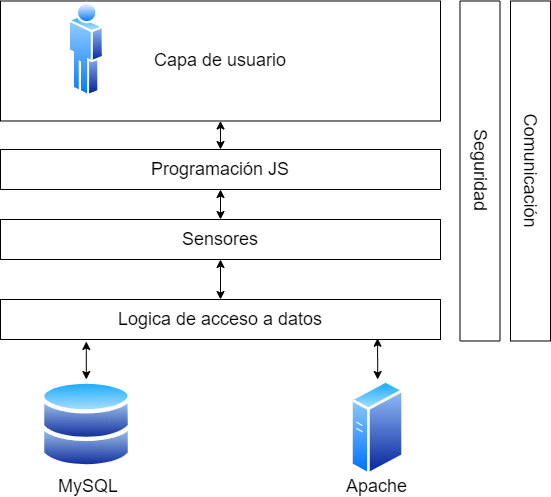 Capa de usuario
Programación JS
Sensores
Logica de acceso a datos
MySQL
Apache
Seguridad
Comunicación